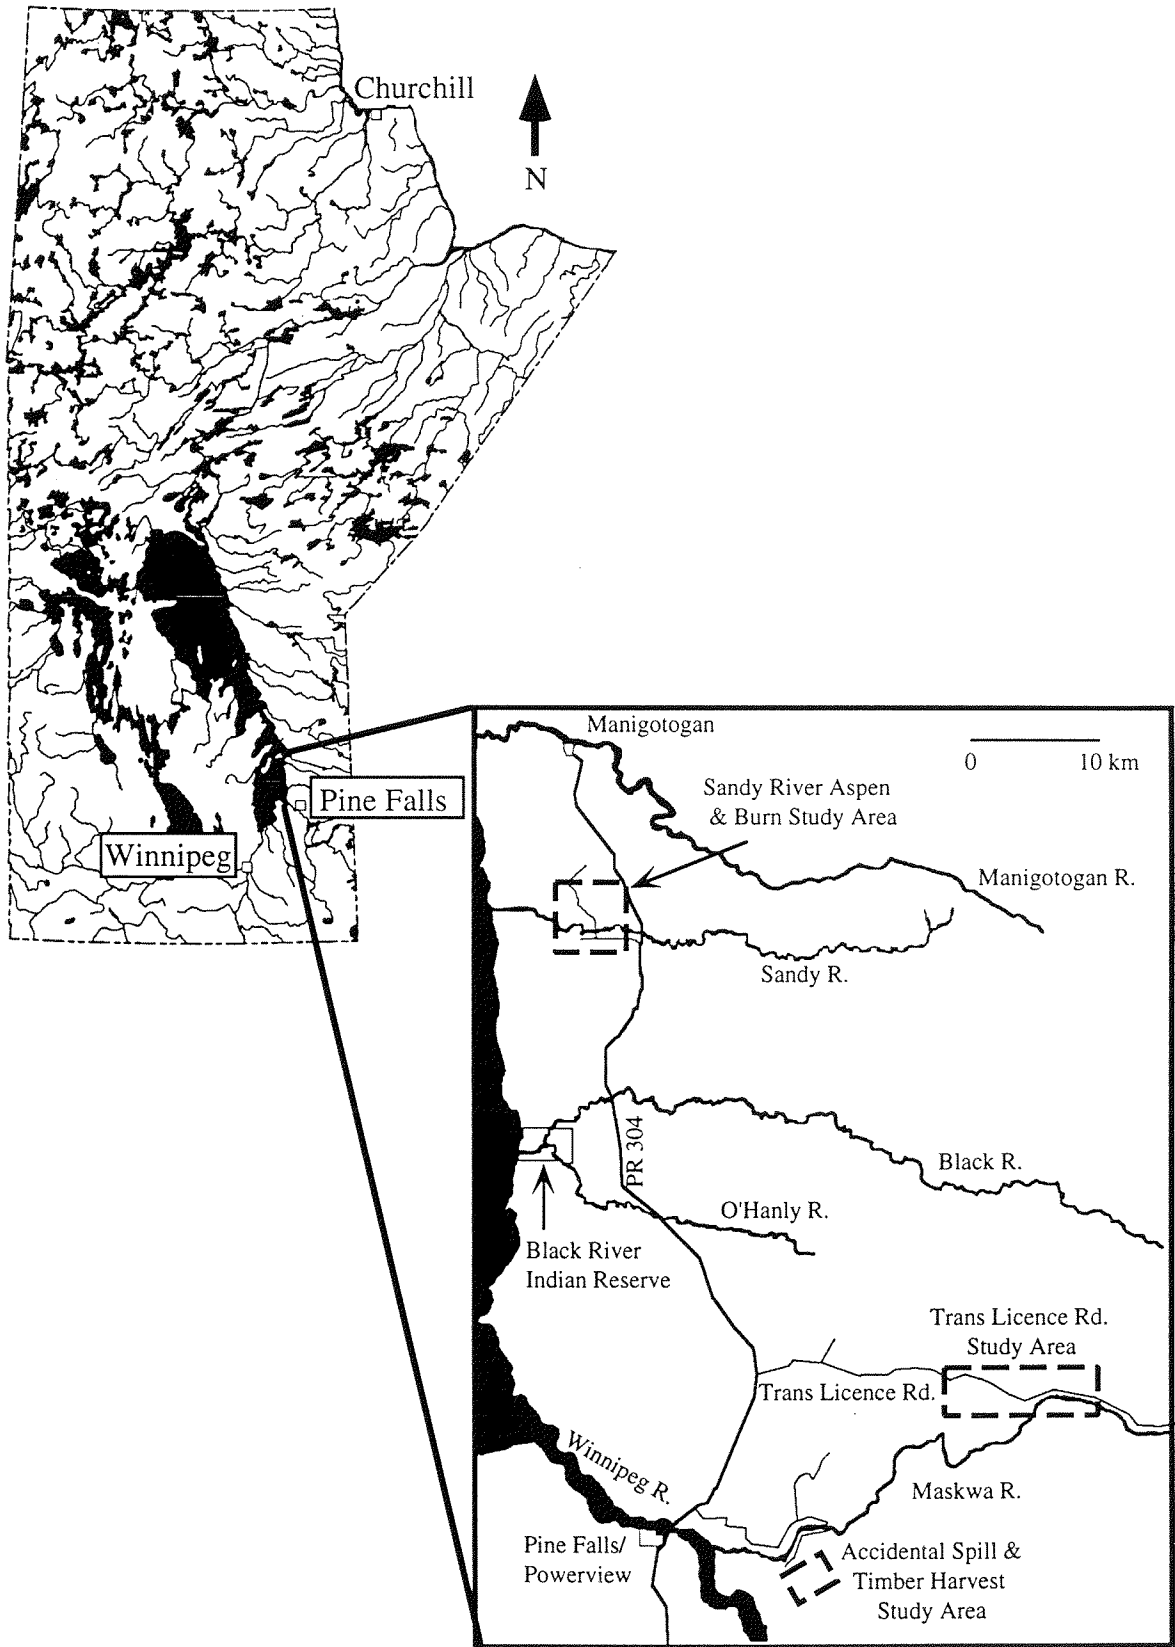 Churchill
N
Pine Falls
Winnipeg
Manigotogan
0 10 km
Sandy River Aspen
& Burn Study Area
Manigotogan R.
Sandy R.
PR 304
Black R.
O'Hanly R.
Black River
Indian Reserve
Trans Licence Rd.
Study Area
Trans Licence Rd.
Winnipeg R.
Maskwa R.
Pine Falls/
Powerview
Accidental Spill &
Timber Harvest
Study Area